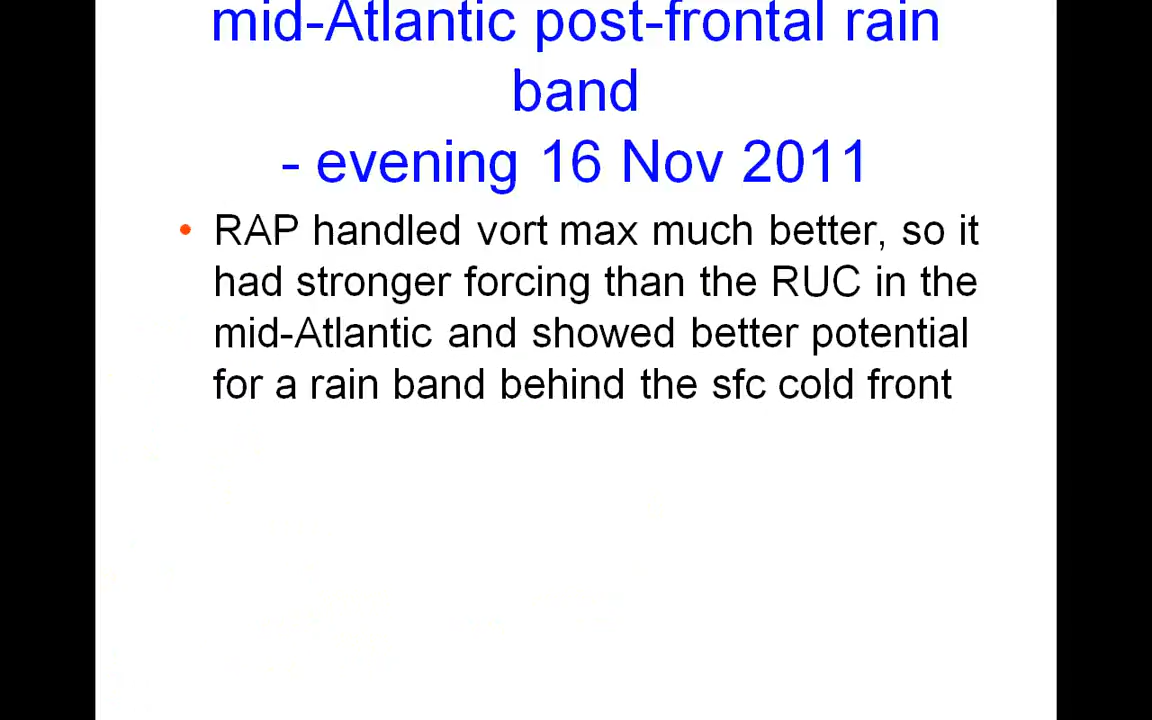 mid-Atlantic post-frontal rain
band
- evening 16 Nov 2011
• RAP handled vort max much better, so it
had stronger forcing than the RUC in the
mid-Atlantic and showed better potential
for a rain band behind the sfc cold front